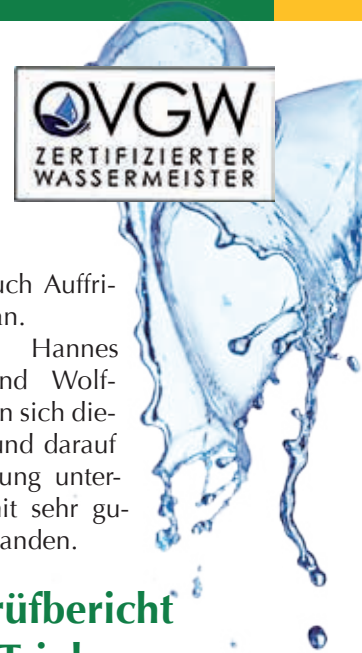 ÖVGW
ZERTIFIZIERTER
WASSERMEISTER
uch Auffri-
an.
Hannes
nd Wolf-
n sich die-
und darauf
ung unter-
it sehr gu-
anden.
rüfbericht